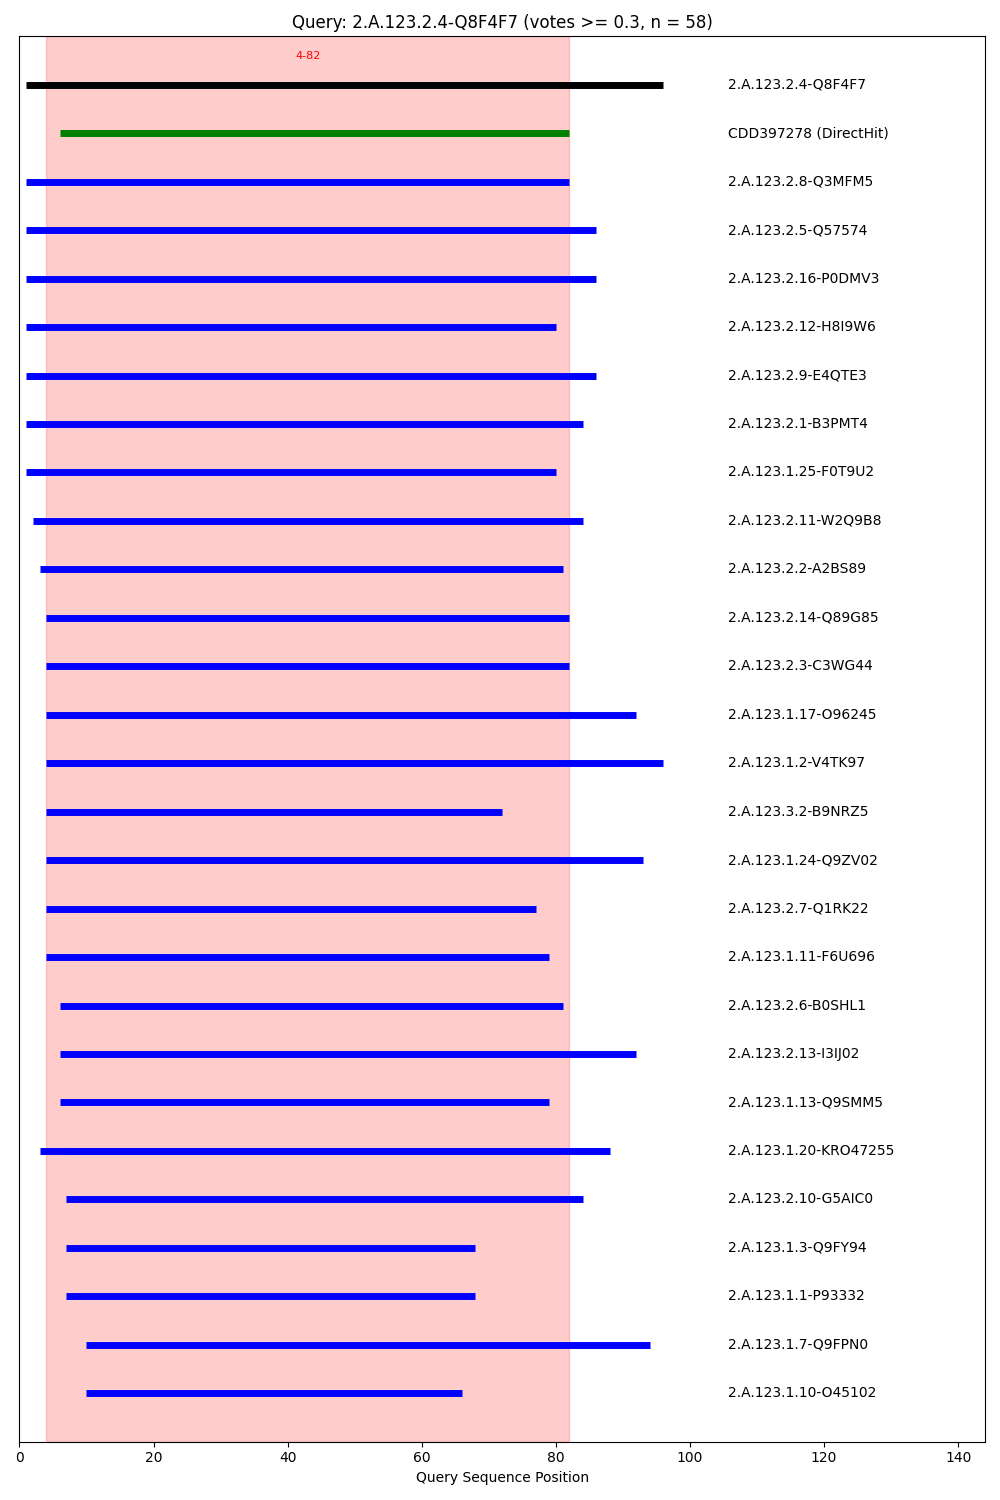 Query: 2.A.123.2.4-Q8F4F7 (votes >= 0.3, n = 58)
4-82
2.A.123.2.4-Q8F4F7
CDD397278 (DirectHit)
2.A.123.2.8-Q3MFM5
2.A.123.2.5-Q57574
2.A.123.2.16-P0DMV3
2.A.123.2.12-H8I9W6
2.A.123.2.9-E4QTE3
2.A.123.2.1-B3PMT4
2.A.123.1.25-F0T9U2
2.A.123.2.11-W2Q9B8
2.A.123.2.2-A2BS89
2.A.123.2.14-Q89G85
2.A.123.2.3-C3WG44
2.A.123.1.17-O96245
2.A.123.1.2-V4TK97
2.A.123.3.2-B9NRZ5
2.A.123.1.24-Q9ZV02
2.A.123.2.7-Q1RK22
2.A.123.1.11-F6U696
2.A.123.2.6-B0SHL1
2.A.123.2.13-I3IJ02
2.A.123.1.13-Q9SMM5
2.A.123.1.20-KRO47255
2.A.123.2.10-G5AIC0
2.A.123.1.3-Q9FY94
2.A.123.1.1-P93332
2.A.123.1.7-Q9FPN0
2.A.123.1.10-O45102
0 20 40 60 80 100 120 140
Query Sequence Position